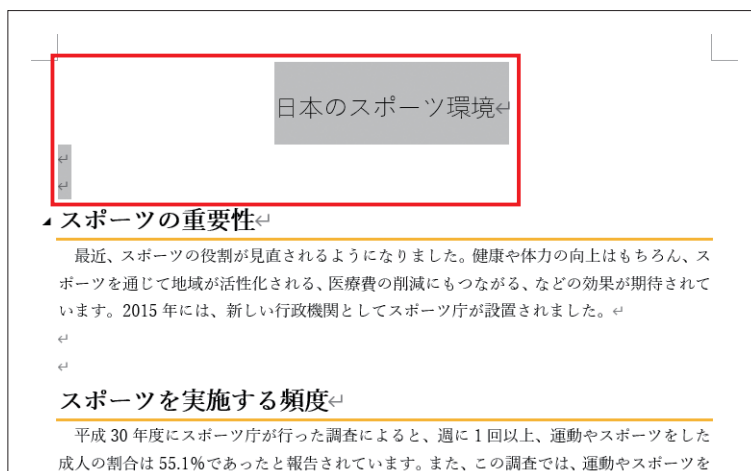 日本のスポーツ環境↵
↵
↵
スポーツの重要性↵
最近、スポーツの役割が見直されるようになりました。健康や体力の向上はもちろん、ス
ポーツを通じて地域が活性化される、医療費の削減にもつながる、などの効果が期待されて
います。2015 年には、新しい行政機関としてスポーツ庁が設置されました。↵
↵
↵
スポーツを実施する頻度↵
平成 30 年度にスポーツ庁が行った調査によると、週に 1 回以上、運動やスポーツをした
成人の割合は 55.1%であったと報告されています。また、この調査では、運動やスポーツを